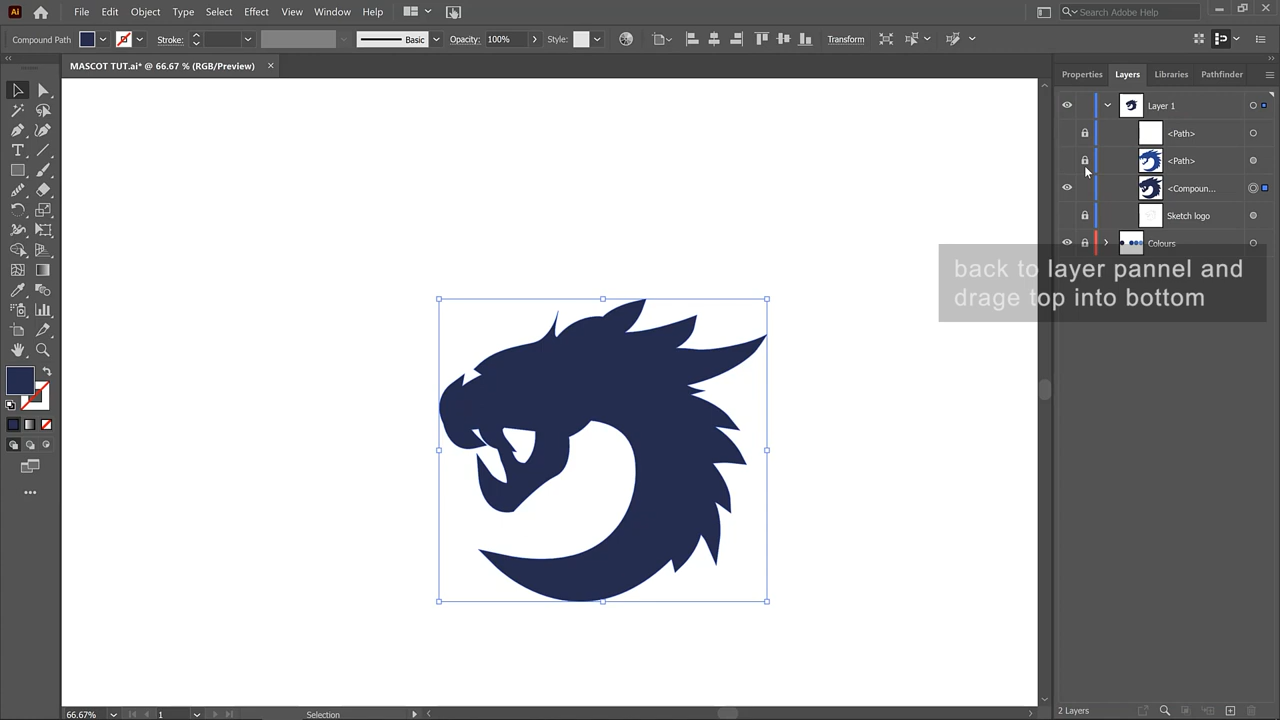 Ai File Edit Object Type Select Effect View Window Help Search Adobe Help
Compound Path Stroke: Basic Opacity: 100% Style: Transform
MASCOT TUT.ai* @ 66.67 % (RGB/Preview) ×
Properties Layers Libraries Pathfinder
Layer 1
<Path>
<Path>
<Compoun...
Sketch logo
Colours
back to layer pannel and
drage top into bottom
66.67% 1 Selection
2 Layers